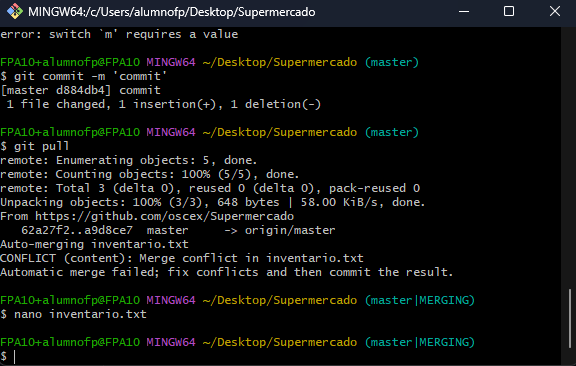 MINGW64:/c/Users/alumnofp/Desktop/Supermercado
error: switch `m' requires a value
FPA10+alumnofp@FPA10 MINGW64 ~/Desktop/Supermercado (master)
$ git commit -m 'commit'
[master d884db4] commit
 1 file changed, 1 insertion(+), 1 deletion(-)
FPA10+alumnofp@FPA10 MINGW64 ~/Desktop/Supermercado (master)
$ git pull
remote: Enumerating objects: 5, done.
remote: Counting objects: 100% (5/5), done.
remote: Total 3 (delta 0), reused 0 (delta 0), pack-reused 0
Unpacking objects: 100% (3/3), 648 bytes | 58.00 KiB/s, done.
From https://github.com/oscex/Supermercado
   62a27f2..a9d8ce7  master     -> origin/master
Auto-merging inventario.txt
CONFLICT (content): Merge conflict in inventario.txt
Automatic merge failed; fix conflicts and then commit the result.
FPA10+alumnofp@FPA10 MINGW64 ~/Desktop/Supermercado (master|MERGING)
$ nano inventario.txt
FPA10+alumnofp@FPA10 MINGW64 ~/Desktop/Supermercado (master|MERGING)
$